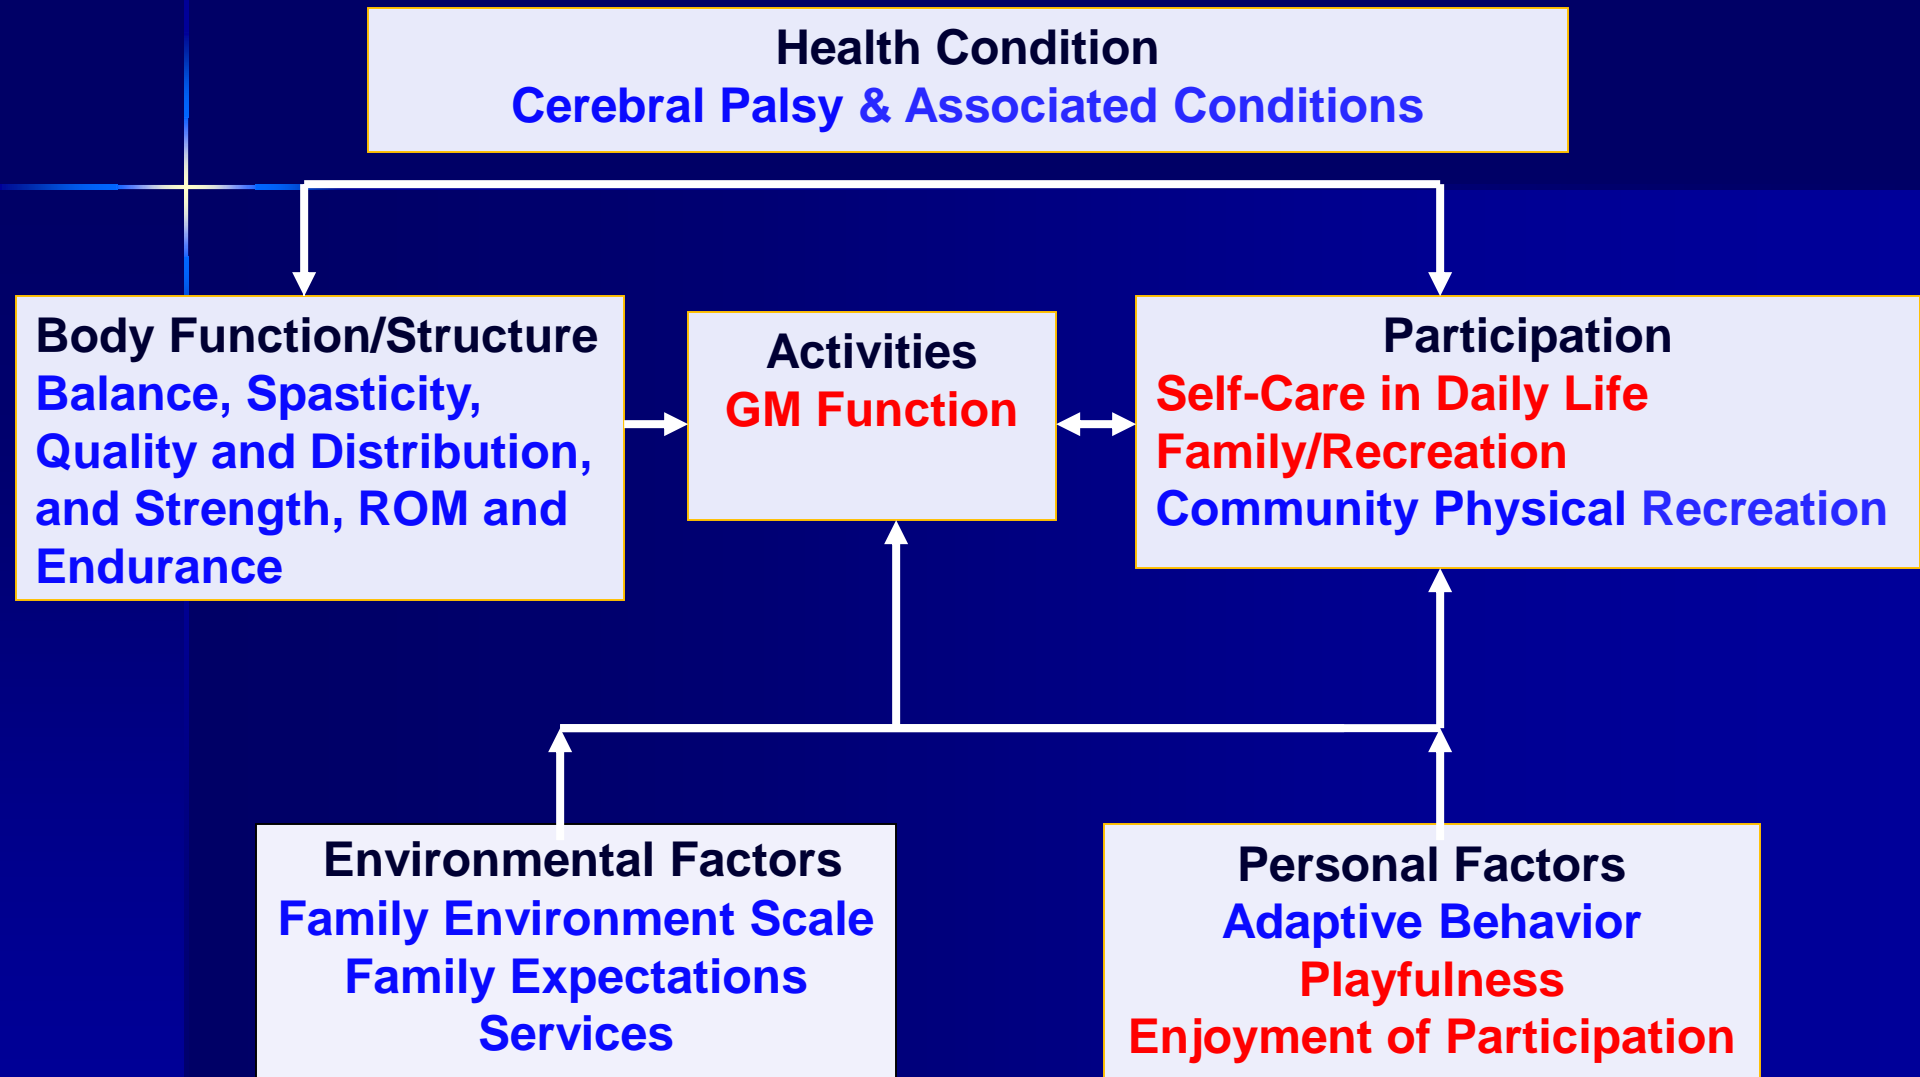 Health Condition
Cerebral Palsy & Associated Conditions
Body Function/Structure
Balance, Spasticity,
Quality and Distribution,
and Strength, ROM and
Endurance
Activities
GM Function
Participation
Self-Care in Daily Life
Family/Recreation
Community Physical Recreation
Environmental Factors
Family Environment Scale
Family Expectations
Services
Personal Factors
Adaptive Behavior
Playfulness
Enjoyment of Participation